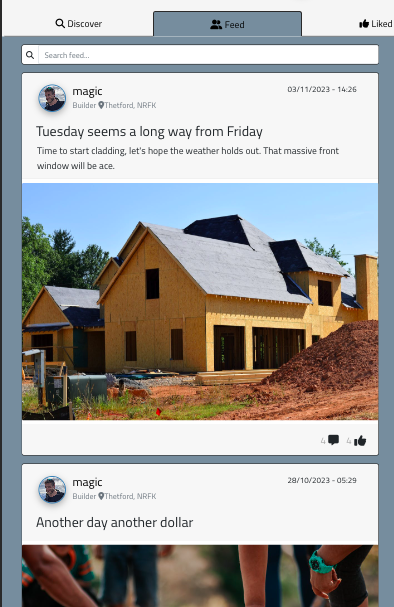 Discover
Feed
Liked
Search feed...
magic
03/11/2023 - 14:26
Builder Thetford, NRFK
Tuesday seems a long way from Friday
Time to start cladding, let's hope the weather holds out. That massive front
window will be ace.
4 4
magic
28/10/2023 - 05:29
Builder Thetford, NRFK
Another day another dollar